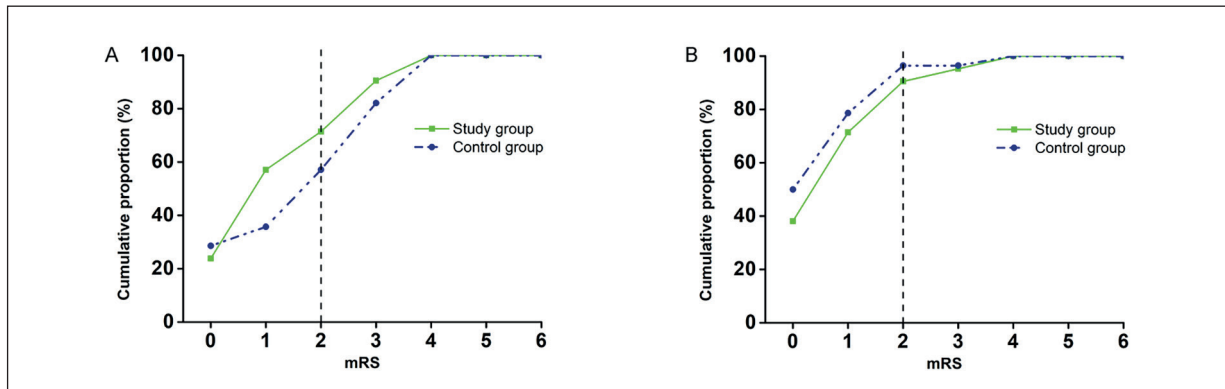 A
Cumulative proportion (%)
100
80
60
40
20
0
0 1 2 3 4 5 6
mRS
Study group
Control group
B
Cumulative proportion (%)
100
80
60
40
20
0
0 1 2 3 4 5 6
mRS
Study group
Control group